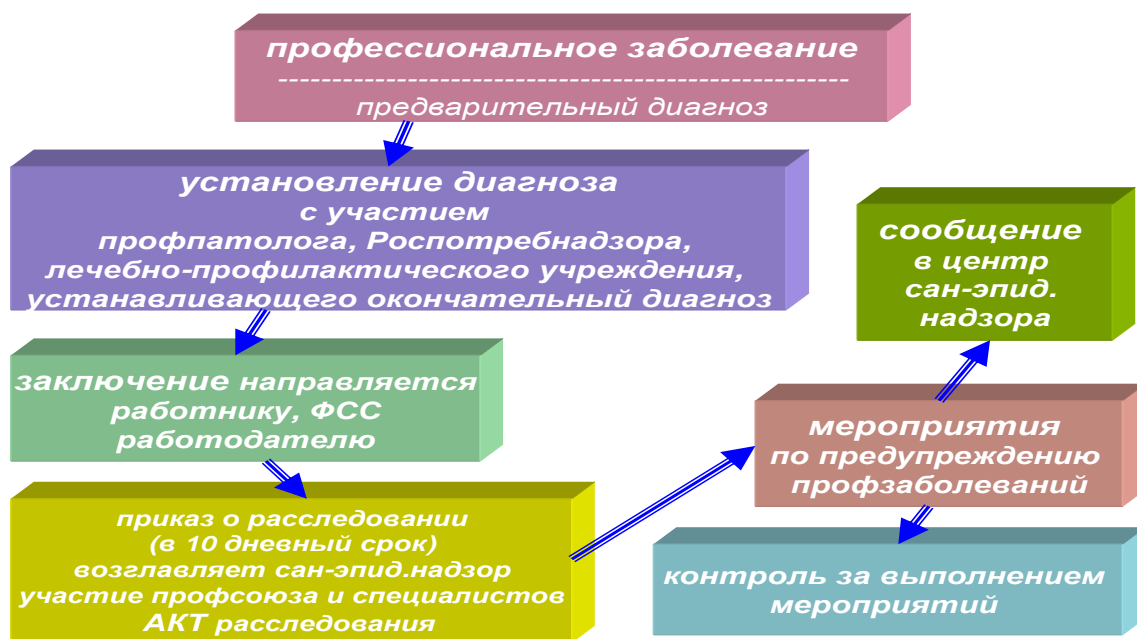 профессиональное заболевание
------------------------------------------------------
предварительный диагноз
установление диагноза
с участием
профпатолога, Роспотребнадзора,
лечебно-профилактического учреждения,
устанавливающего окончательный диагноз
сообщение
в центр
сан-эпид.
надзора
заключение направляется
работнику, ФСС
работодателю
мероприятия
по предупреждению
профзаболеваний
приказ о расследовании
(в 10 дневный срок)
возглавляет сан-эпид.надзор
участие профсоюза и специалистов
АКТ расследования
контроль за выполнением
мероприятий